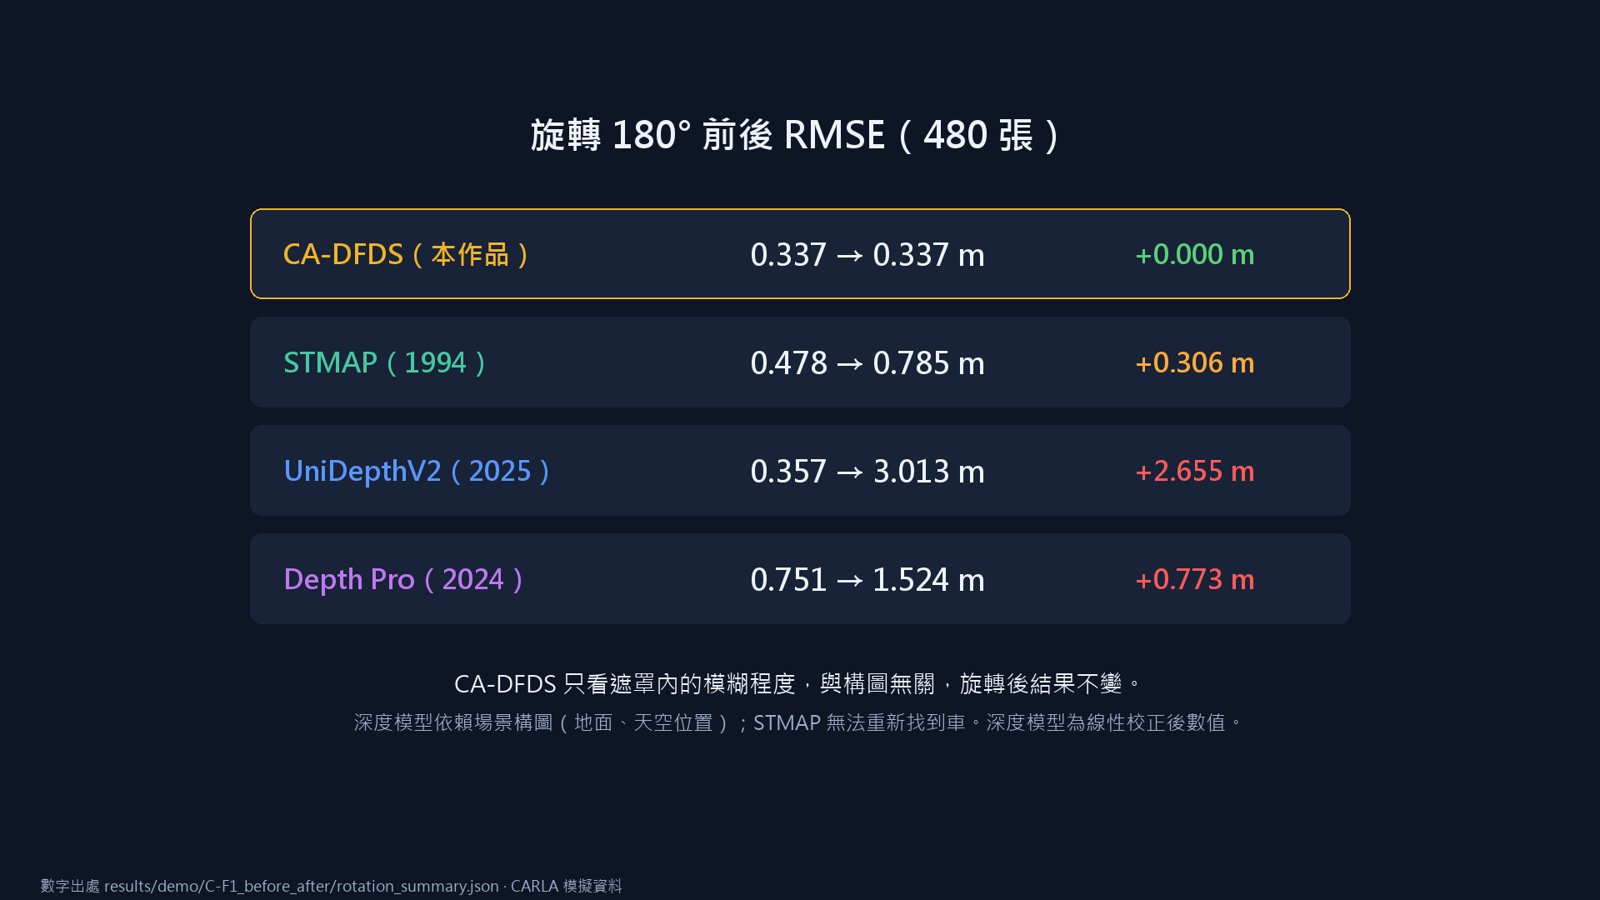 旋轉 180° 前後 RMSE（480 張）
CA-DFDS（本作品） 0.337 → 0.337 m +0.000 m
STMAP（1994） 0.478 → 0.785 m +0.306 m
UniDepthV2（2025） 0.357 → 3.013 m +2.655 m
Depth Pro（2024） 0.751 → 1.524 m +0.773 m
CA-DFDS 只看遮罩內的模糊程度，與構圖無關，旋轉後結果不變。
深度模型依賴場景構圖（地面、天空位置）；STMAP 無法重新找到車。深度模型為線性校正後數值。
數字出處 results/demo/C-F1_before_after/rotation_summary.json · CARLA 模擬資料